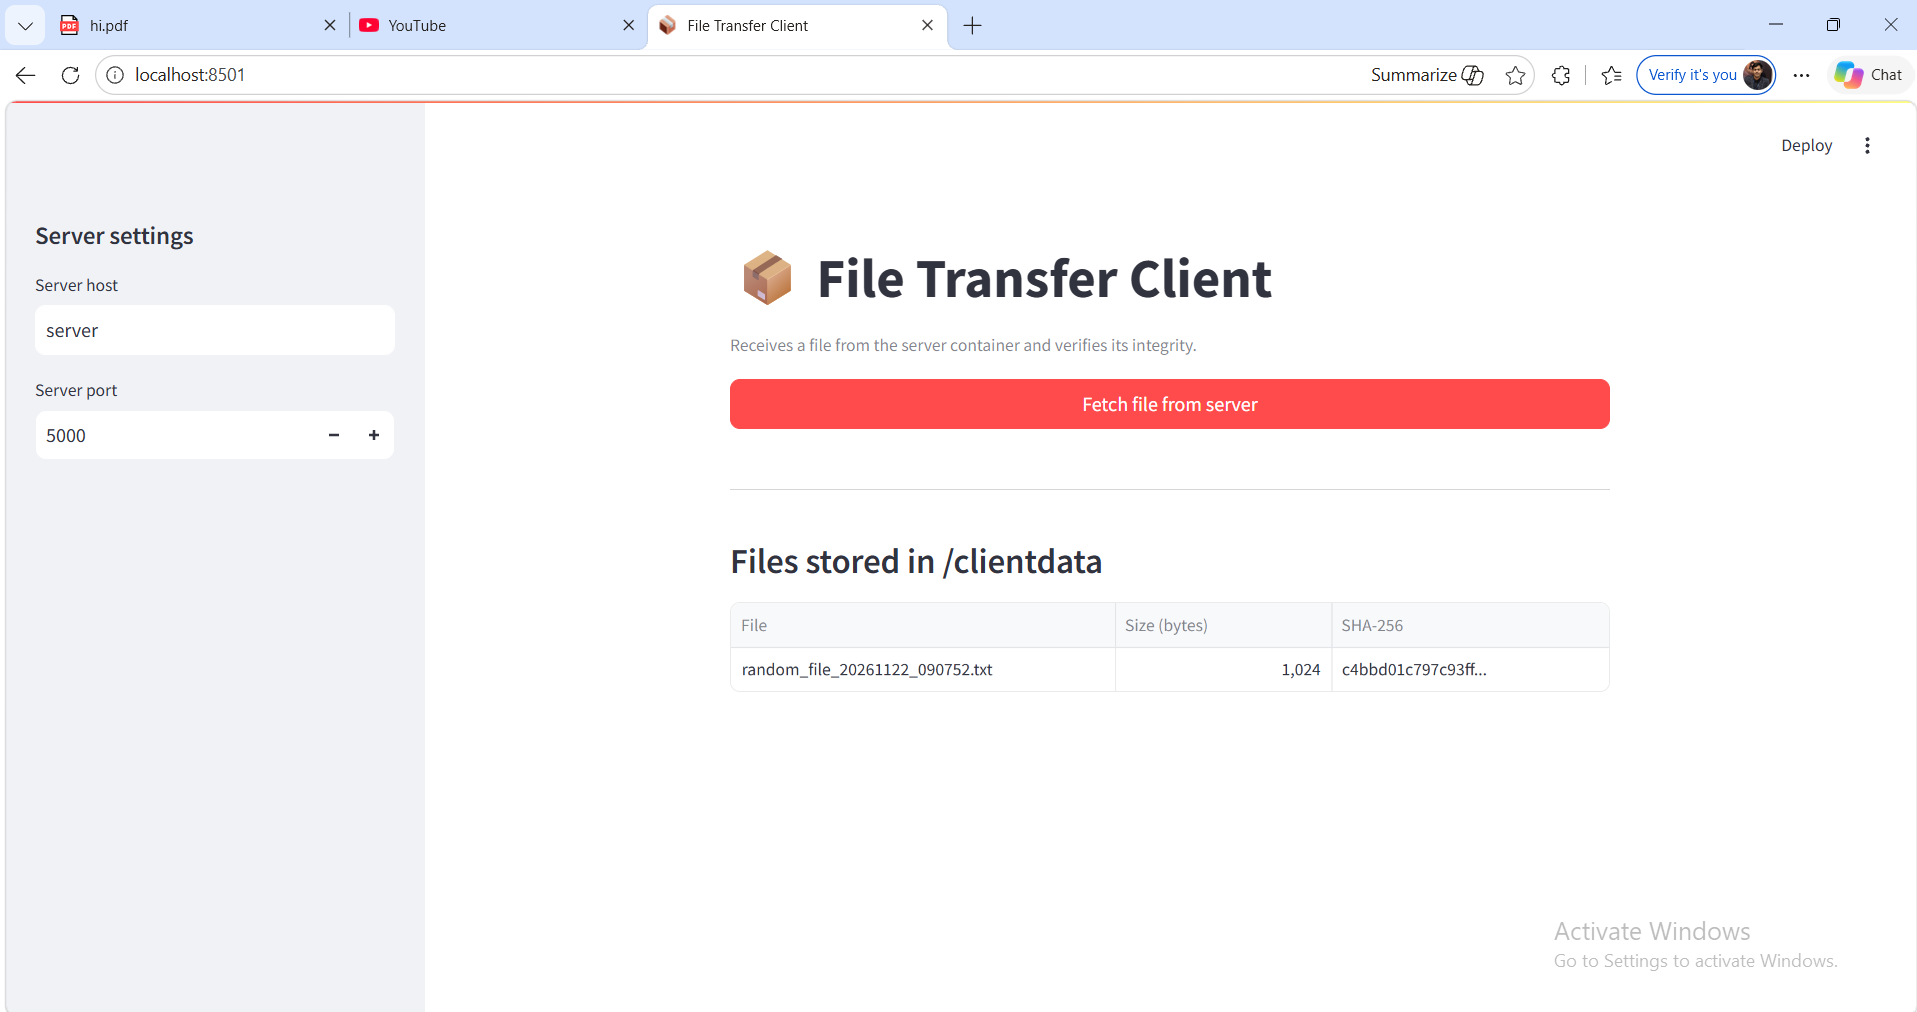 hi.pdf
YouTube
File Transfer Client
localhost:8501
Summarize
Verify it's you
Chat
Deploy
Server settings
Server host
server
Server port
5000
File Transfer Client
Receives a file from the server container and verifies its integrity.
Fetch file from server
Files stored in /clientdata
File Size (bytes) SHA-256
random_file_20261122_090752.txt 1,024 c4bbd01c797c93ff...
Activate Windows
Go to Settings to activate Windows.